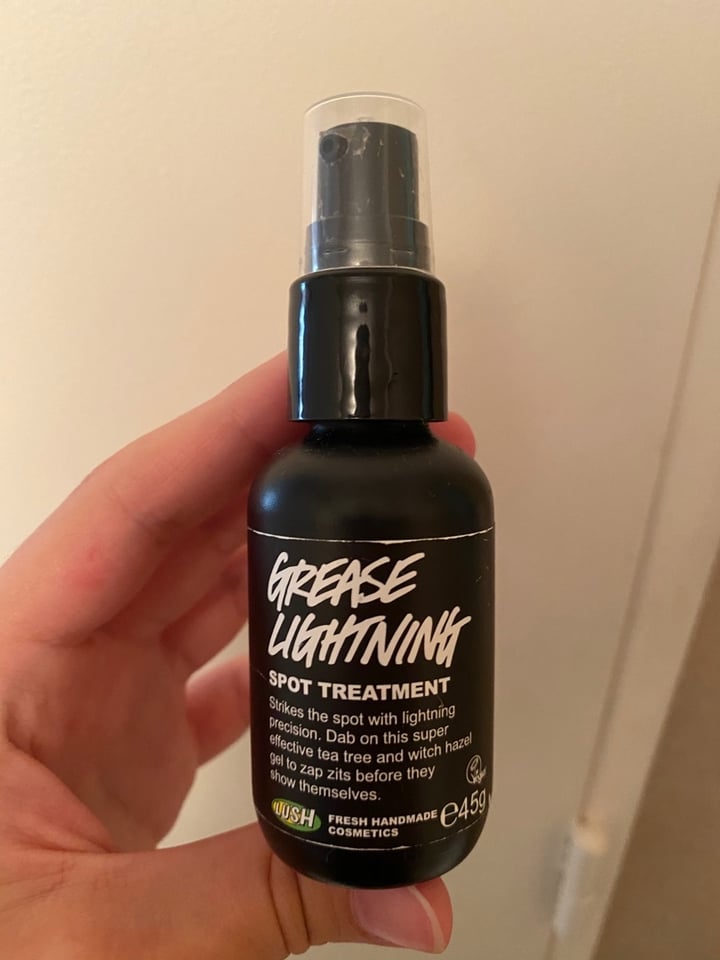 GREASE
LIGHTNING
SPOT TREATMENT
Strikes the spot with lightning
precision. Dab on this super
effective tea tree and witch hazel
gel to zap zits before they
show themselves.
Vegan
LUSH
FRESH HANDMADE
COSMETICS
℮45g